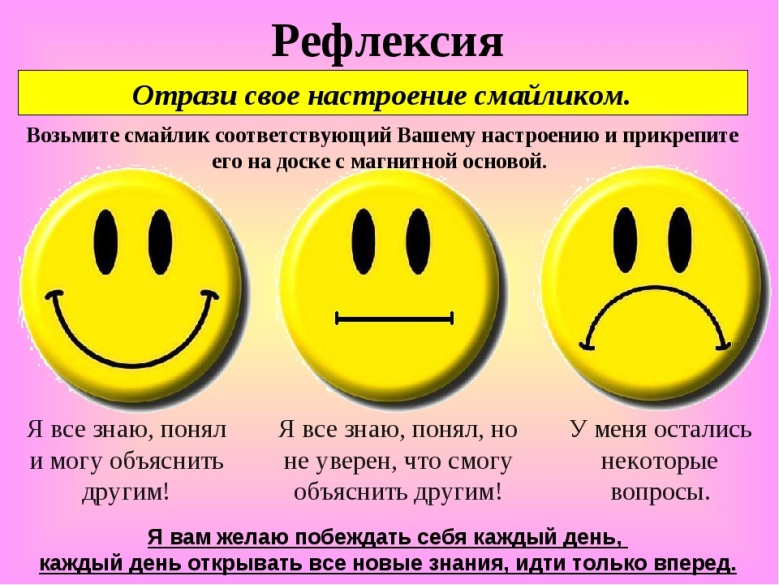 Рефлексия
Отрази свое настроение смайликом.
Возьмите смайлик соответствующий Вашему настроению и прикрепите
его на доске с магнитной основой.
Я все знаю, понял
и могу объяснить
другим!
Я все знаю, понял, но
не уверен, что смогу
объяснить другим!
У меня остались
некоторые
вопросы.
Я вам желаю побеждать себя каждый день,
каждый день открывать все новые знания, идти только вперед.